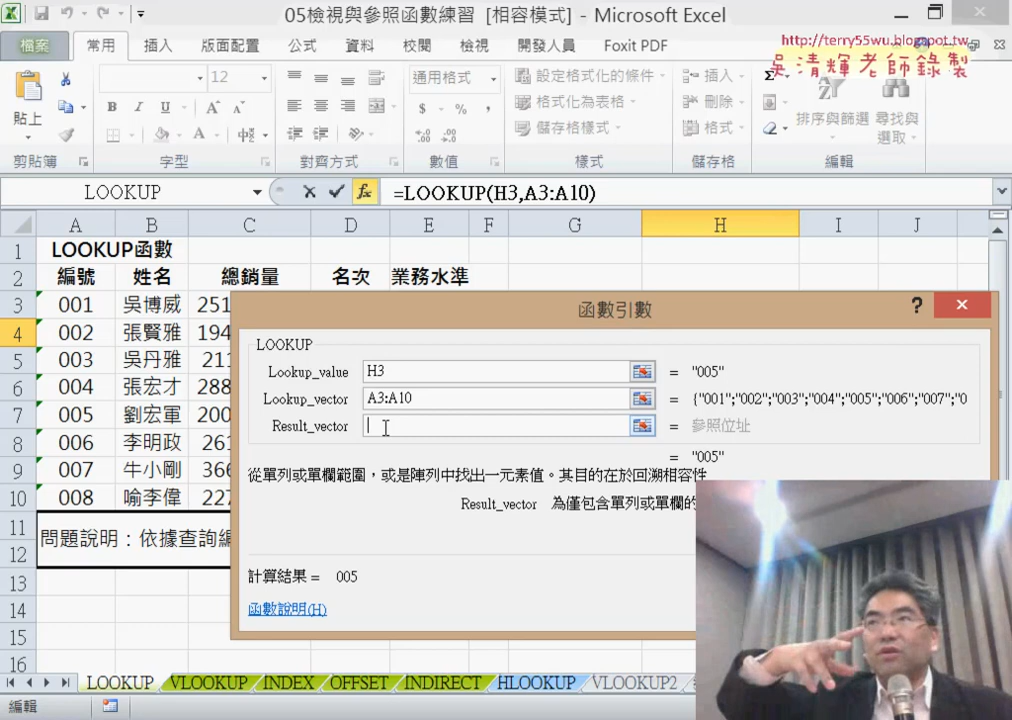 05檢視與參照函數練習 [相容模式] - Microsoft Excel
http://terry55wu.blogspot.tw
吳清輝老師錄製
檔案 常用 插入 版面配置 公式 資料 校閱 檢視 開發人員 Foxit PDF
12 通用格式 設定格式化的條件 插入 Σ
貼上 B I U A A 格式化為表格 刪除 排序與篩選 尋找與
A 中ㄨˊ $ % , 儲存格樣式 格式 選取
剪貼簿 字型 對齊方式 數值 樣式 儲存格 編輯
LOOKUP fx =LOOKUP(H3,A3:A10)
A B C D E F G H I J
1 LOOKUP函數
2 編號 姓名 總銷量 名次 業務水準
3 001 吳博威 251
4 002 張賢雅 194
5 003 吳丹雅 211
6 004 張宏才 288
7 005 劉宏軍 200
8 006 李明政 261
9 007 牛小剛 366
10 008 喻李偉 227
11
12 問題說明：依據查詢編
13
14
15
16
函數引數 ?
LOOKUP
Lookup_value H3 = "005"
Lookup_vector A3:A10 = {"001";"002";"003";"004";"005";"006";"007";"0
Result_vector = 參照位址
= "005"
從單列或單欄範圍，或是陣列中找出一元素值。其目的在於回溯相容性
Result_vector 為僅包含單列或單欄的
計算結果 = 005
函數說明(H)
LOOKUP VLOOKUP INDEX OFFSET INDIRECT HLOOKUP VLOOKUP2
編輯